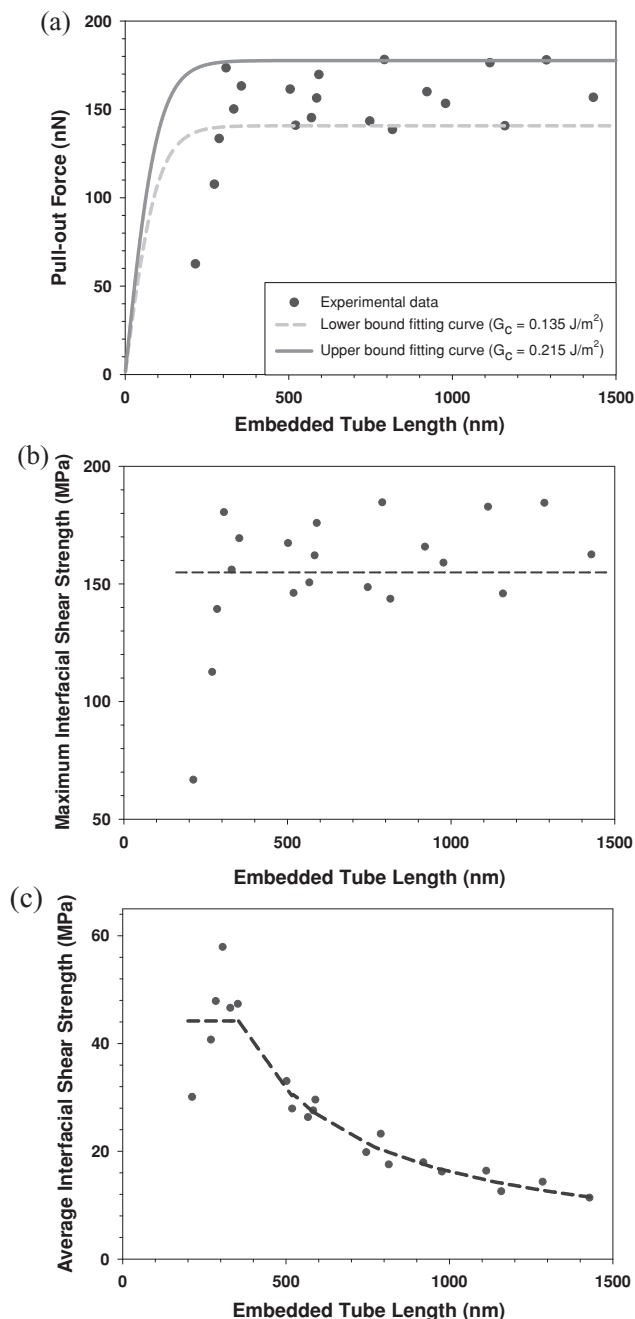 (a)
200
150
100
50
0
Pull-out Force (nN)
Experimental data
Lower bound fitting curve (G_C = 0.135 J/m²)
Upper bound fitting curve (G_C = 0.215 J/m²)
0 500 1000 1500
Embedded Tube Length (nm)
(b)
200
150
100
50
Maximum Interfacial Shear Strength (MPa)
0 500 1000 1500
Embedded Tube Length (nm)
(c)
60
40
20
0
Average Interfacial Shear Strength (MPa)
0 500 1000 1500
Embedded Tube Length (nm)